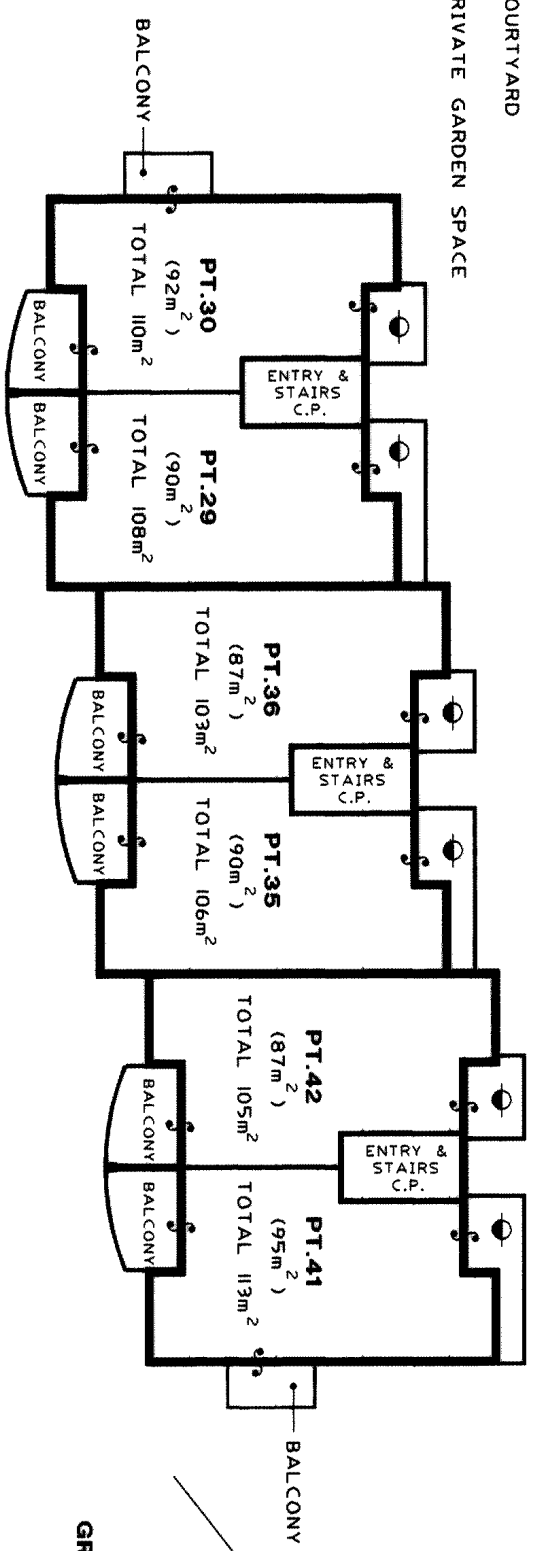 OURTYARD
RIVATE GARDEN SPACE
BALCONY
PT.30
(92m²)
TOTAL 110m²
BALCONY
ENTRY &
STAIRS
C.P.
PT.29
(90m²)
TOTAL 108m²
BALCONY
PT.36
(87m²)
TOTAL 103m²
BALCONY
ENTRY &
STAIRS
C.P.
PT.35
(90m²)
TOTAL 106m²
BALCONY
PT.42
(87m²)
TOTAL 105m²
BALCONY
ENTRY &
STAIRS
C.P.
PT.41
(95m²)
TOTAL 113m²
BALCONY
BALCONY
GR